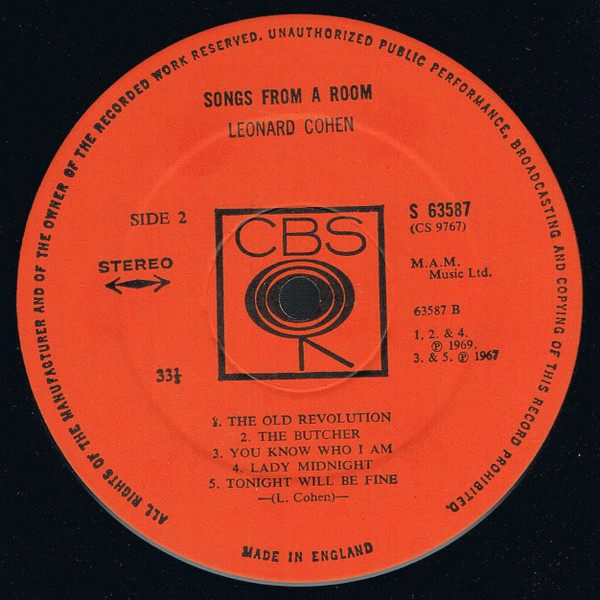 ALL RIGHTS OF THE MANUFACTURER AND OF THE OWNER OF THE RECORDED WORK RESERVED. UNAUTHORIZED PUBLIC PERFORMANCE, BROADCASTING AND COPYING OF THIS RECORD PROHIBITED.
SONGS FROM A ROOM
LEONARD COHEN
SIDE 2
STEREO
33⅓
CBS
S 63587
(CS 9767)
M.A.M.
Music Ltd.
63587 B
1, 2. & 4.
℗ 1969.
3. & 5. ℗ 1967
1. THE OLD REVOLUTION
2. THE BUTCHER
3. YOU KNOW WHO I AM
4. LADY MIDNIGHT
5. TONIGHT WILL BE FINE
—(L. Cohen)—
MADE IN ENGLAND